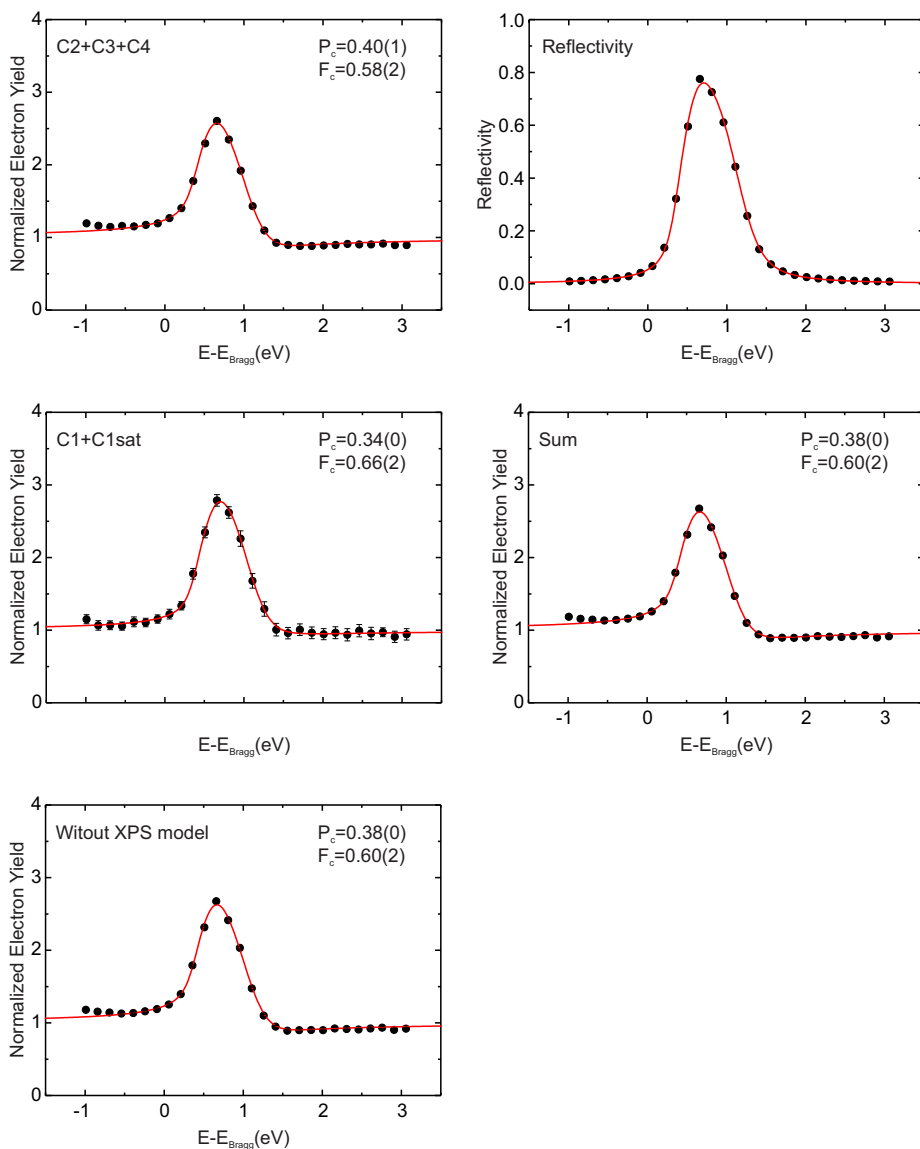 C2+C3+C4
P_c=0.40(1)
F_c=0.58(2)
Normalized Electron Yield
4
3
2
1
0
-1 0 1 2 3
E-E_Bragg(eV)
Reflectivity
Reflectivity
1.0
0.8
0.6
0.4
0.2
0.0
-1 0 1 2 3
E-E_Bragg(eV)
C1+C1sat
P_c=0.34(0)
F_c=0.66(2)
Normalized Electron Yield
4
3
2
1
0
-1 0 1 2 3
E-E_Bragg(eV)
Sum
P_c=0.38(0)
F_c=0.60(2)
Normalized Electron Yield
4
3
2
1
0
-1 0 1 2 3
E-E_Bragg(eV)
Witout XPS model
P_c=0.38(0)
F_c=0.60(2)
Normalized Electron Yield
4
3
2
1
0
-1 0 1 2 3
E-E_Bragg(eV)